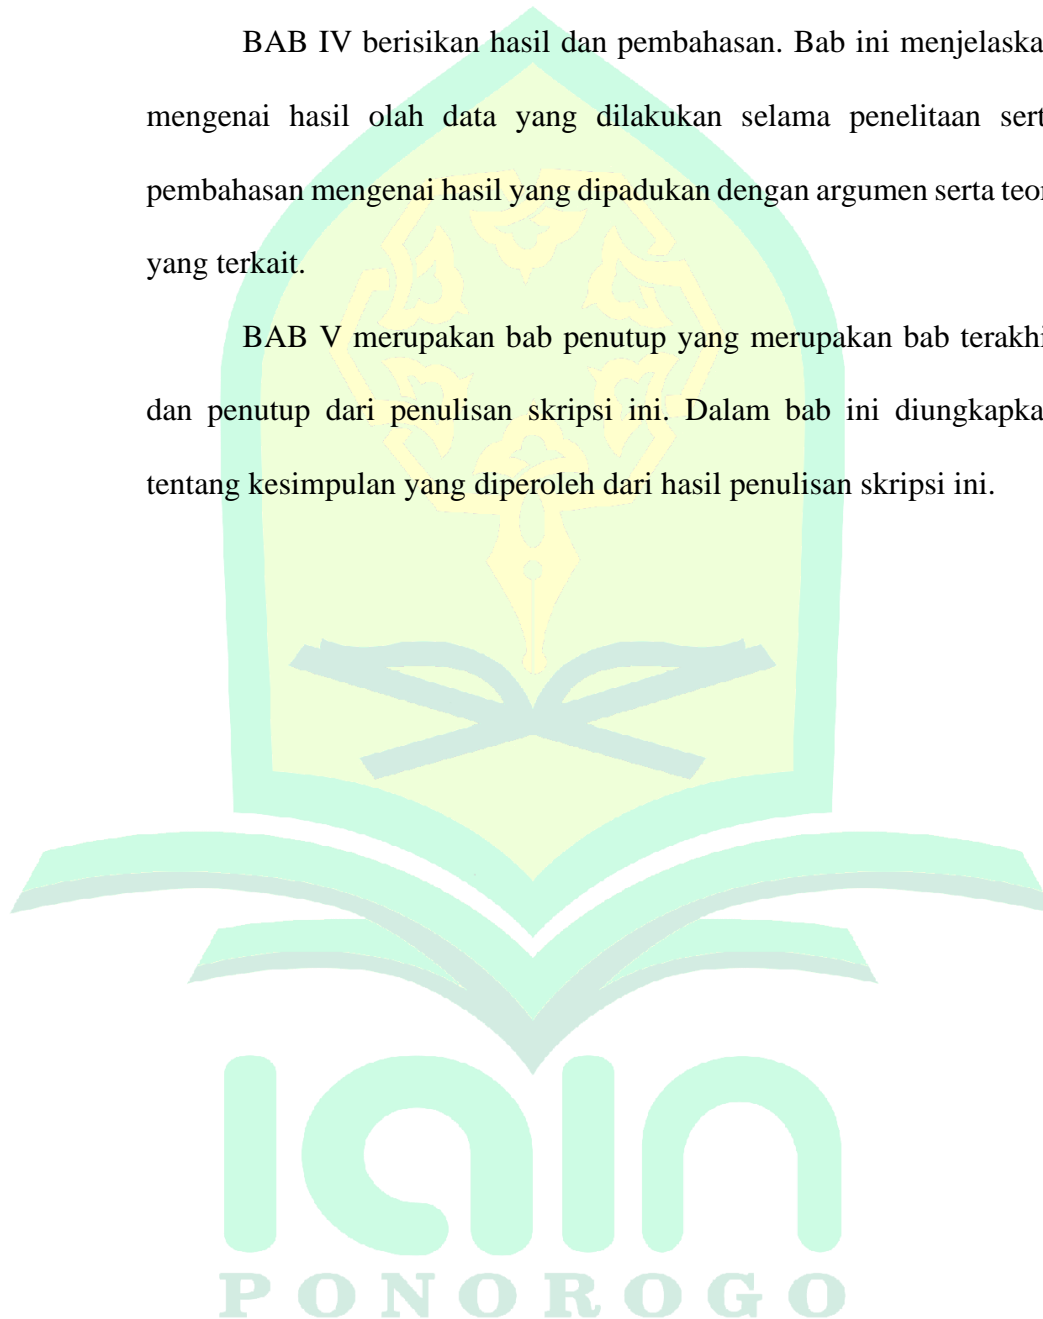 BAB IV berisikan hasil dan pembahasan. Bab ini menjelaska
mengenai hasil olah data yang dilakukan selama penelitaan sert
pembahasan mengenai hasil yang dipadukan dengan argumen serta teor
yang terkait.
BAB V merupakan bab penutup yang merupakan bab terakhi
dan penutup dari penulisan skripsi ini. Dalam bab ini diungkapka
tentang kesimpulan yang diperoleh dari hasil penulisan skripsi ini.
iain
PONOROGO